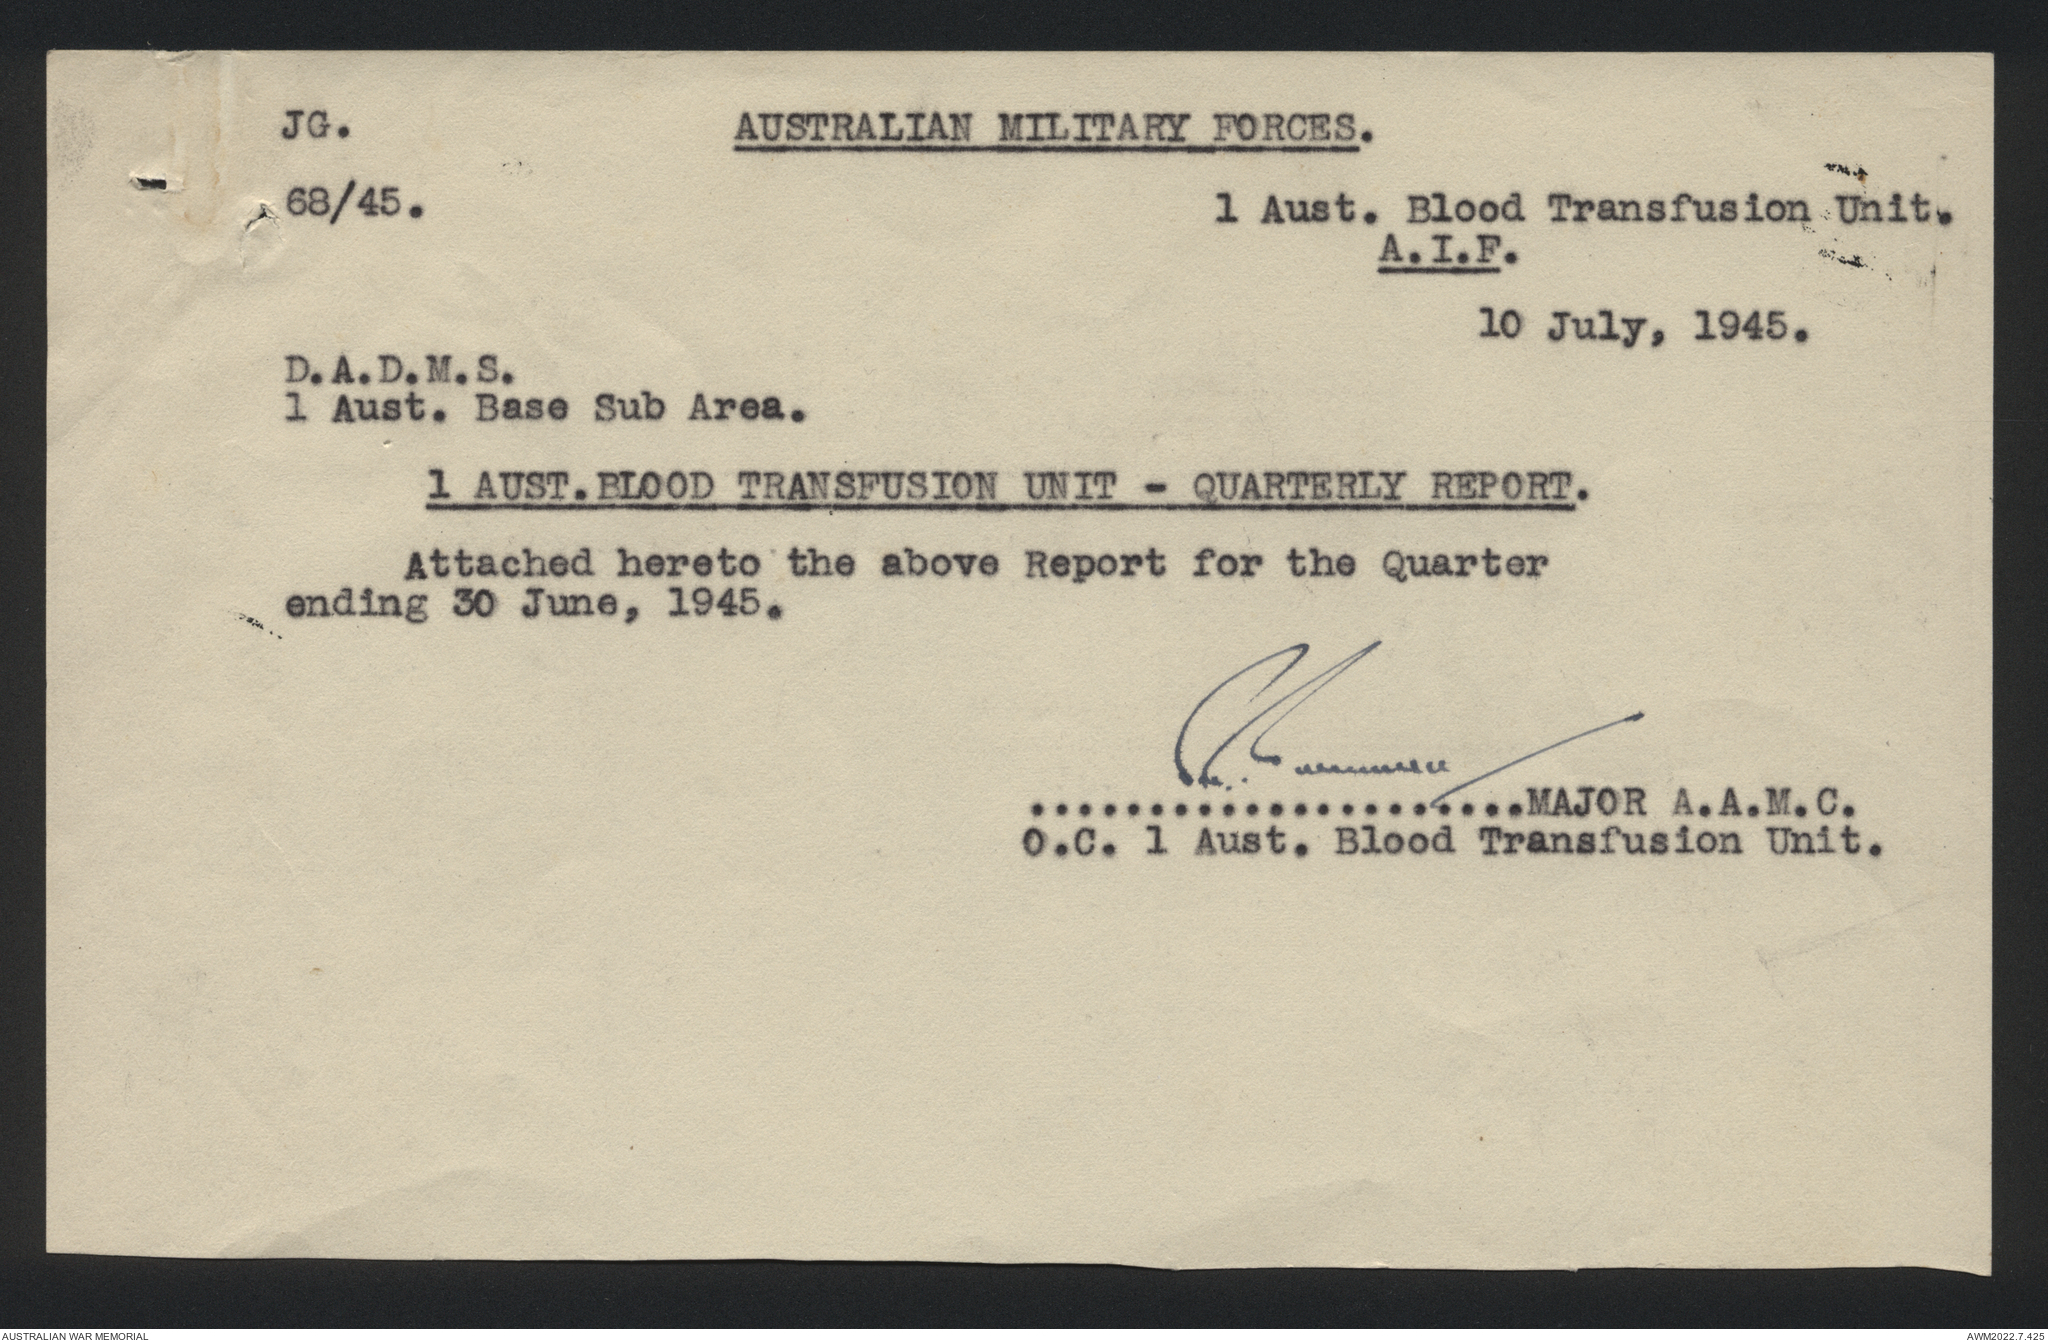 JG.
AUSTRALIAN MILITARY FORCES.
68/45.
1 Aust. Blood Transfusion Unit.
A.I.F.
10 July, 1945.
D.A.D.M.S.
1 Aust. Base Sub Area.
1 AUST.BLOOD TRANSFUSION UNIT - QUARTERLY REPORT.
Attached hereto the above Report for the Quarter
ending 30 June, 1945.
.....................MAJOR A.A.M.C.
O.C. 1 Aust. Blood Transfusion Unit.
AUSTRALIAN WAR MEMORIAL
AWM2022.7.425